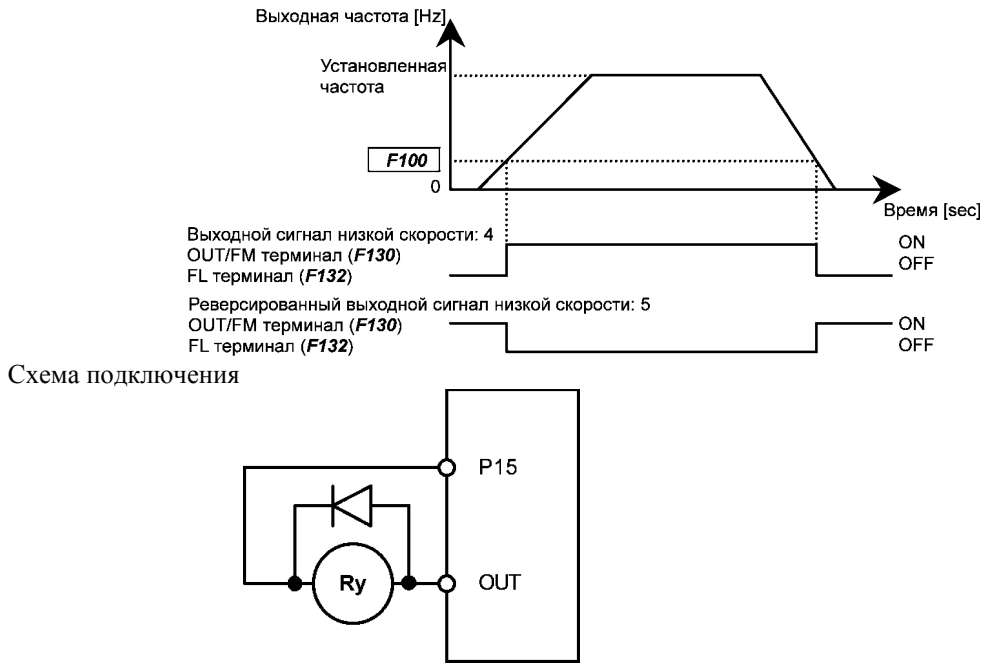 Выходная частота [Hz]
Установленная
частота
F100
0
Время [sec]
Выходной сигнал низкой скорости: 4
OUT/FM терминал (F130)
FL терминал (F132)
ON
OFF
Реверсированный выходной сигнал низкой скорости: 5
OUT/FM терминал (F130)
FL терминал (F132)
ON
OFF
Схема подключения
P15
Ry
OUT